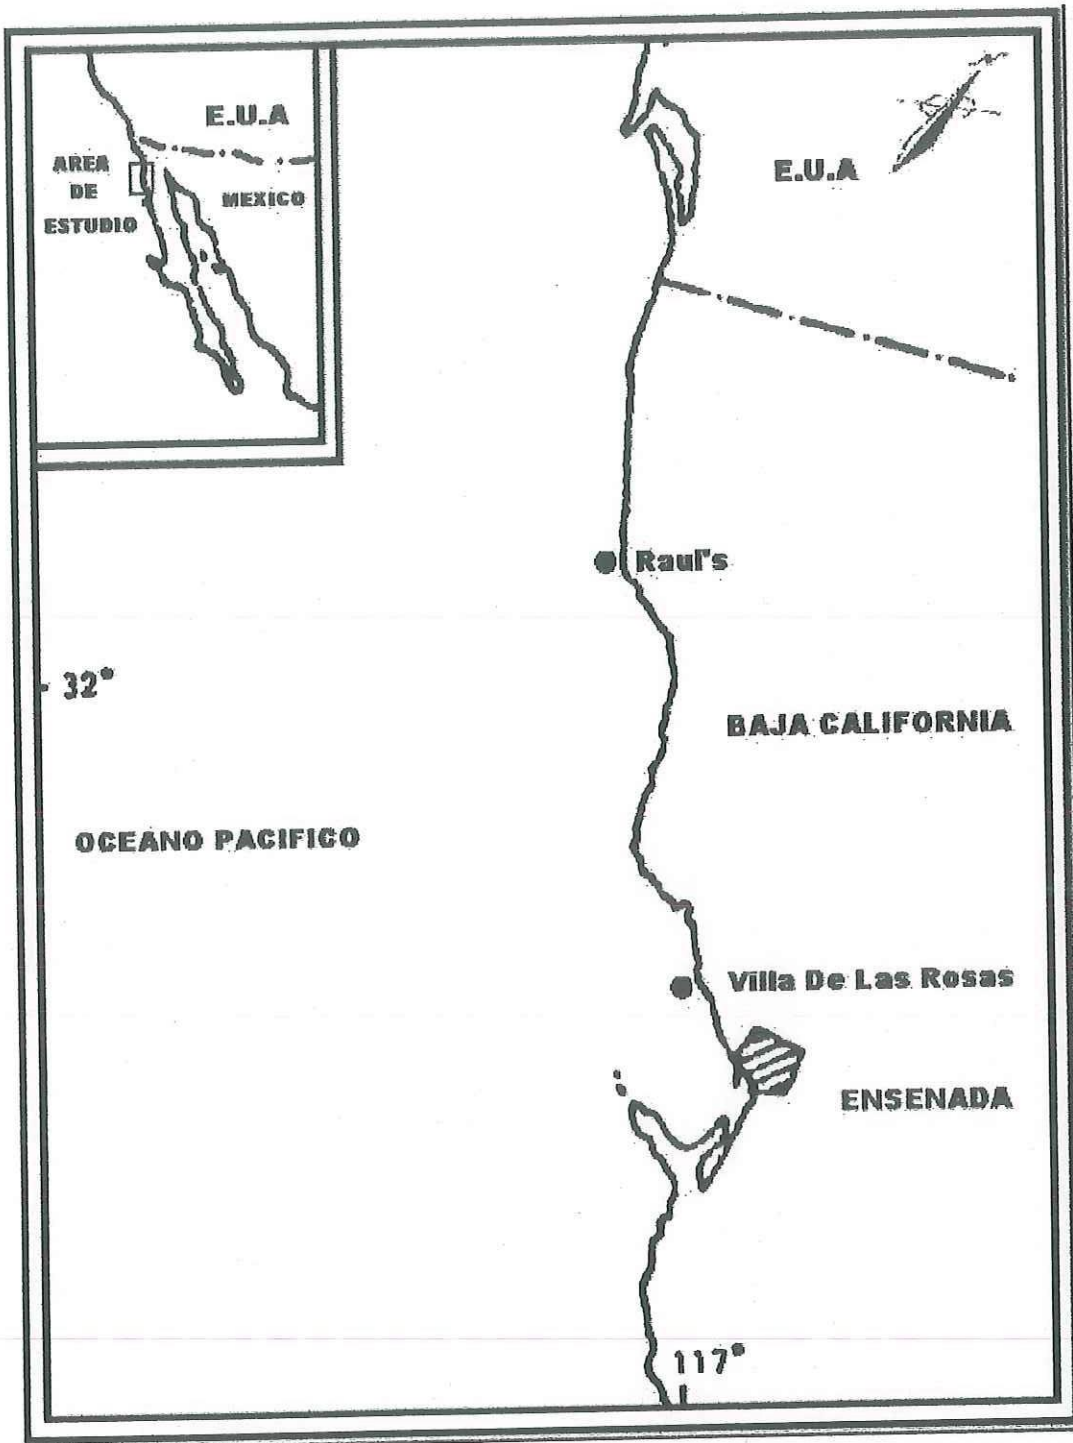 E.U.A
AREA
DE
ESTUDIO
MEXICO
E.U.A
Raul's
32°
BAJA CALIFORNIA
OCEANO PACIFICO
Villa De Las Rosas
ENSENADA
117°